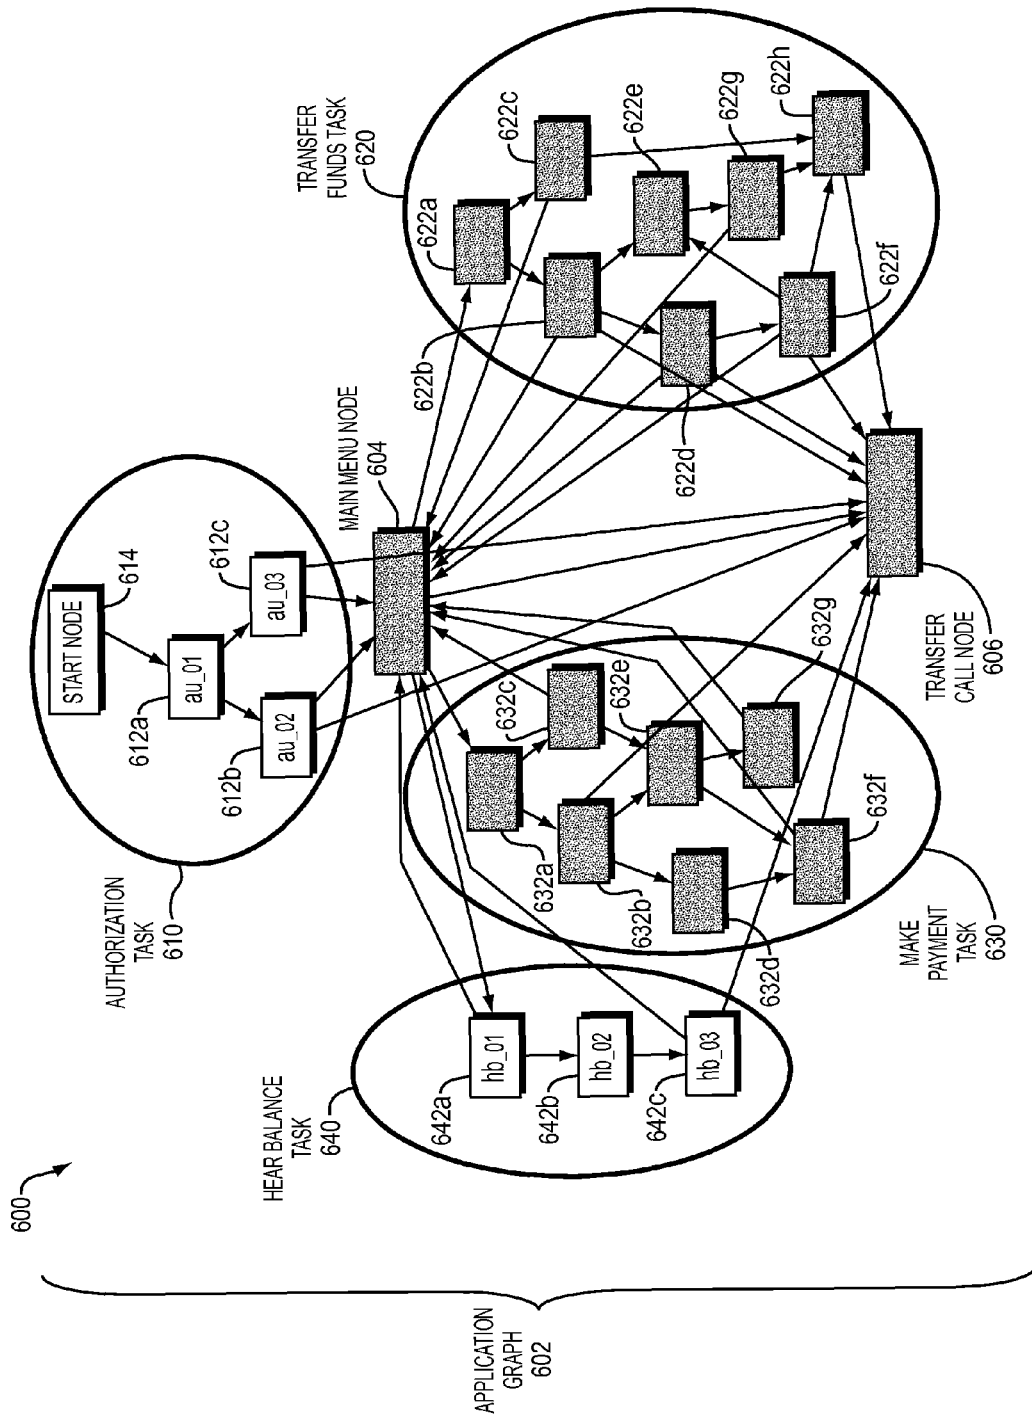 600
APPLICATION
GRAPH
602
AUTHORIZATION
TASK
610
START NODE
614
au_01
612a
au_02
612b
au_03
612c
MAIN MENU NODE
604
TRANSFER
FUNDS TASK
620
622a
622b
622c
622d
622e
622f
622g
622h
HEAR BALANCE
TASK
640
hb_01
642a
hb_02
642b
hb_03
642c
632a
632b
632c
632d
632e
632f
632g
MAKE
PAYMENT
TASK
630
TRANSFER
CALL NODE
606